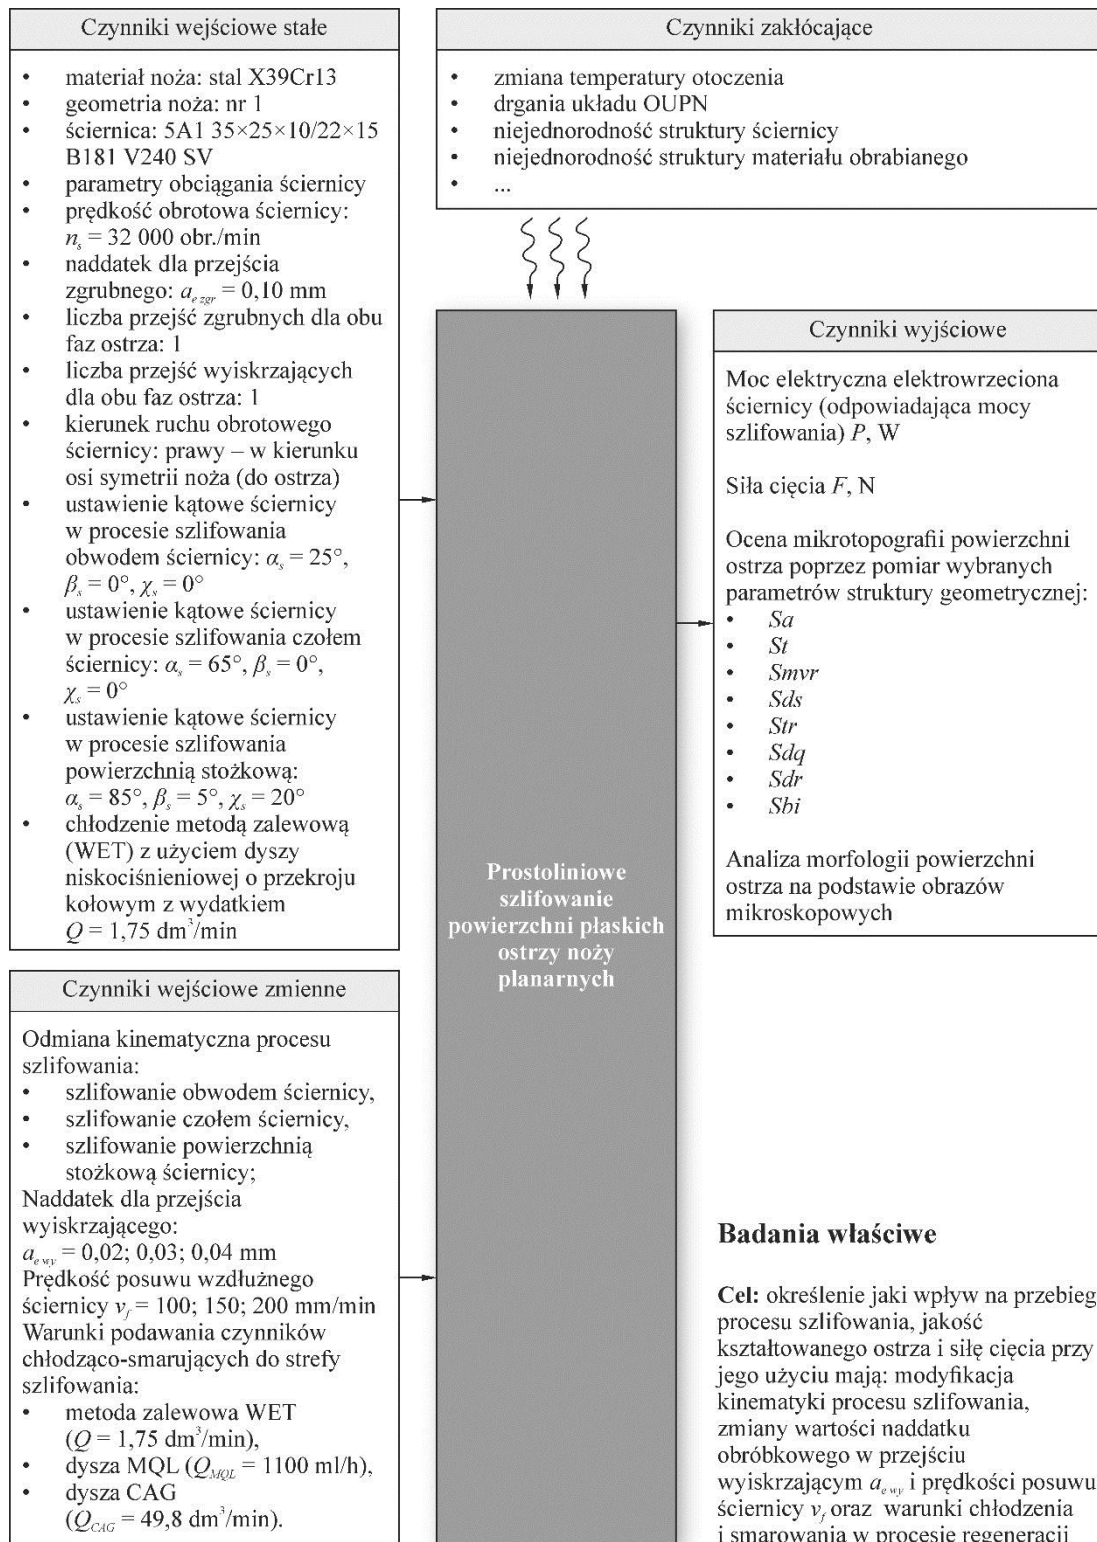 Czynniki wejściowe stałe
• materiał noża: stal X39Cr13
• geometria noża: nr 1
• ściernica: 5A1 35×25×10/22×15
B181 V240 SV
• parametry obciągania ściernicy
• prędkość obrotowa ściernicy:
nₛ = 32 000 obr./min
• naddatek dla przejścia
zgrubnego: aₑ zgr = 0,10 mm
• liczba przejść zgrubnych dla obu
faz ostrza: 1
• liczba przejść wyiskrzających
dla obu faz ostrza: 1
• kierunek ruchu obrotowego
ściernicy: prawy – w kierunku
osi symetrii noża (do ostrza)
• ustawienie kątowe ściernicy
w procesie szlifowania
obwodem ściernicy: αₛ = 25°,
βₛ = 0°, χₛ = 0°
• ustawienie kątowe ściernicy
w procesie szlifowania czołem
ściernicy: αₛ = 65°, βₛ = 0°,
χₛ = 0°
• ustawienie kątowe ściernicy
w procesie szlifowania
powierzchnią stożkową:
αₛ = 85°, βₛ = 5°, χₛ = 20°
• chłodzenie metodą zalewową
(WET) z użyciem dyszy
niskociśnieniowej o przekroju
kołowym z wydatkiem
Q = 1,75 dm³/min
Czynniki zakłócające
• zmiana temperatury otoczenia
• drgania układu OUPN
• niejednorodność struktury ściernicy
• niejednorodność struktury materiału obrabianego
• ...
Prostoliniowe
szlifowanie
powierzchni płaskich
ostrzy noży
planarnych
Czynniki wyjściowe
Moc elektryczna elektrowrzeciona
ściernicy (odpowiadająca mocy
szlifowania) P, W
Siła cięcia F, N
Ocena mikrotopografii powierzchni
ostrza poprzez pomiar wybranych
parametrów struktury geometrycznej:
• Sa
• St
• Smvr
• Sds
• Str
• Sdq
• Sdr
• Sbi
Analiza morfologii powierzchni
ostrza na podstawie obrazów
mikroskopowych
Czynniki wejściowe zmienne
Odmiana kinematyczna procesu
szlifowania:
• szlifowanie obwodem ściernicy,
• szlifowanie czołem ściernicy,
• szlifowanie powierzchnią
stożkową ściernicy;
Naddatek dla przejścia
wyiskrzającego:
aₑ wy = 0,02; 0,03; 0,04 mm
Prędkość posuwu wzdłużnego
ściernicy v_f = 100; 150; 200 mm/min
Warunki podawania czynników
chłodząco-smarujących do strefy
szlifowania:
• metoda zalewowa WET
(Q = 1,75 dm³/min),
• dysza MQL (Q_MQL = 1100 ml/h),
• dysza CAG
(Q_CAG = 49,8 dm³/min).
Badania właściwe
Cel: określenie jaki wpływ na przebieg
procesu szlifowania, jakość
kształtowanego ostrza i siłę cięcia przy
jego użyciu mają: modyfikacja
kinematyki procesu szlifowania,
zmiany wartości naddatku
obróbkowego w przejściu
wyiskrzającym aₑ wy i prędkości posuwu
ściernicy v_f oraz warunki chłodzenia
i smarowania w procesie regeneracji